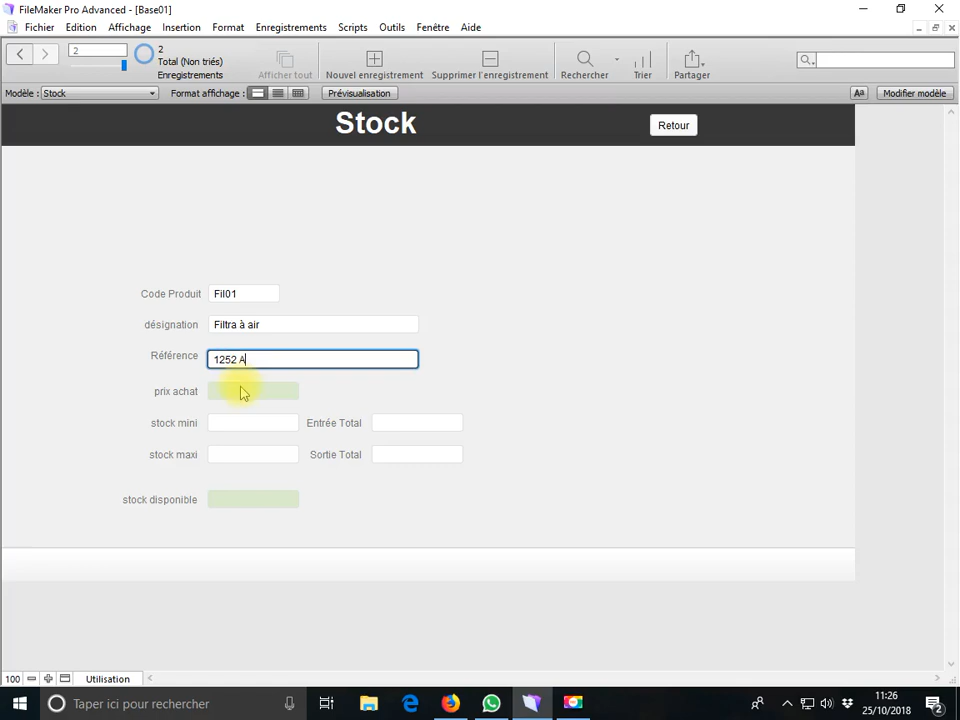 FileMaker Pro Advanced - [Base01]
Fichier Edition Affichage Insertion Format Enregistrements Scripts Outils Fenêtre Aide
2
2
Total (Non triés)
Enregistrements
Afficher tout
Nouvel enregistrement
Supprimer l'enregistrement
Rechercher
Trier
Partager
Modèle : Stock
Format affichage :
Prévisualisation
Aa
Modifier modèle
Stock
Retour
Code Produit Fil01
désignation Filtra à air
Référence 1252 A
prix achat
stock mini Entrée Total
stock maxi Sortie Total
stock disponible
100 Utilisation
Taper ici pour rechercher
11:26
25/10/2018
2